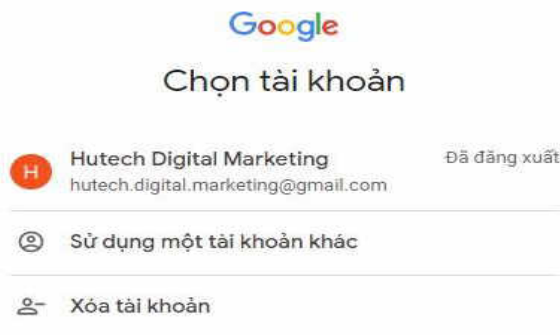 Google
Chọn tài khoản
H
Hutech Digital Marketing
Đã đăng xuất
hutech.digital.marketing@gmail.com
Sử dụng một tài khoản khác
Xóa tài khoản